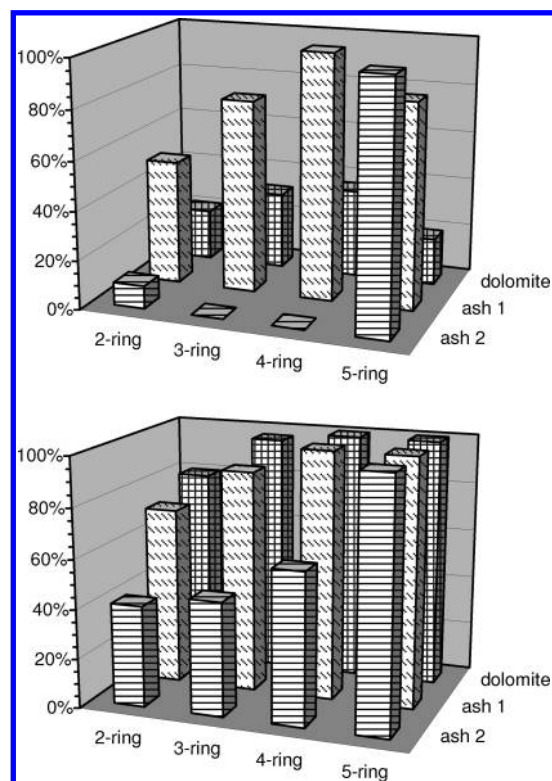 100%
80%
60%
40%
20%
0%
2-ring
3-ring
4-ring
5-ring
dolomite
ash 1
ash 2
100%
80%
60%
40%
20%
0%
2-ring
3-ring
4-ring
5-ring
dolomite
ash 1
ash 2